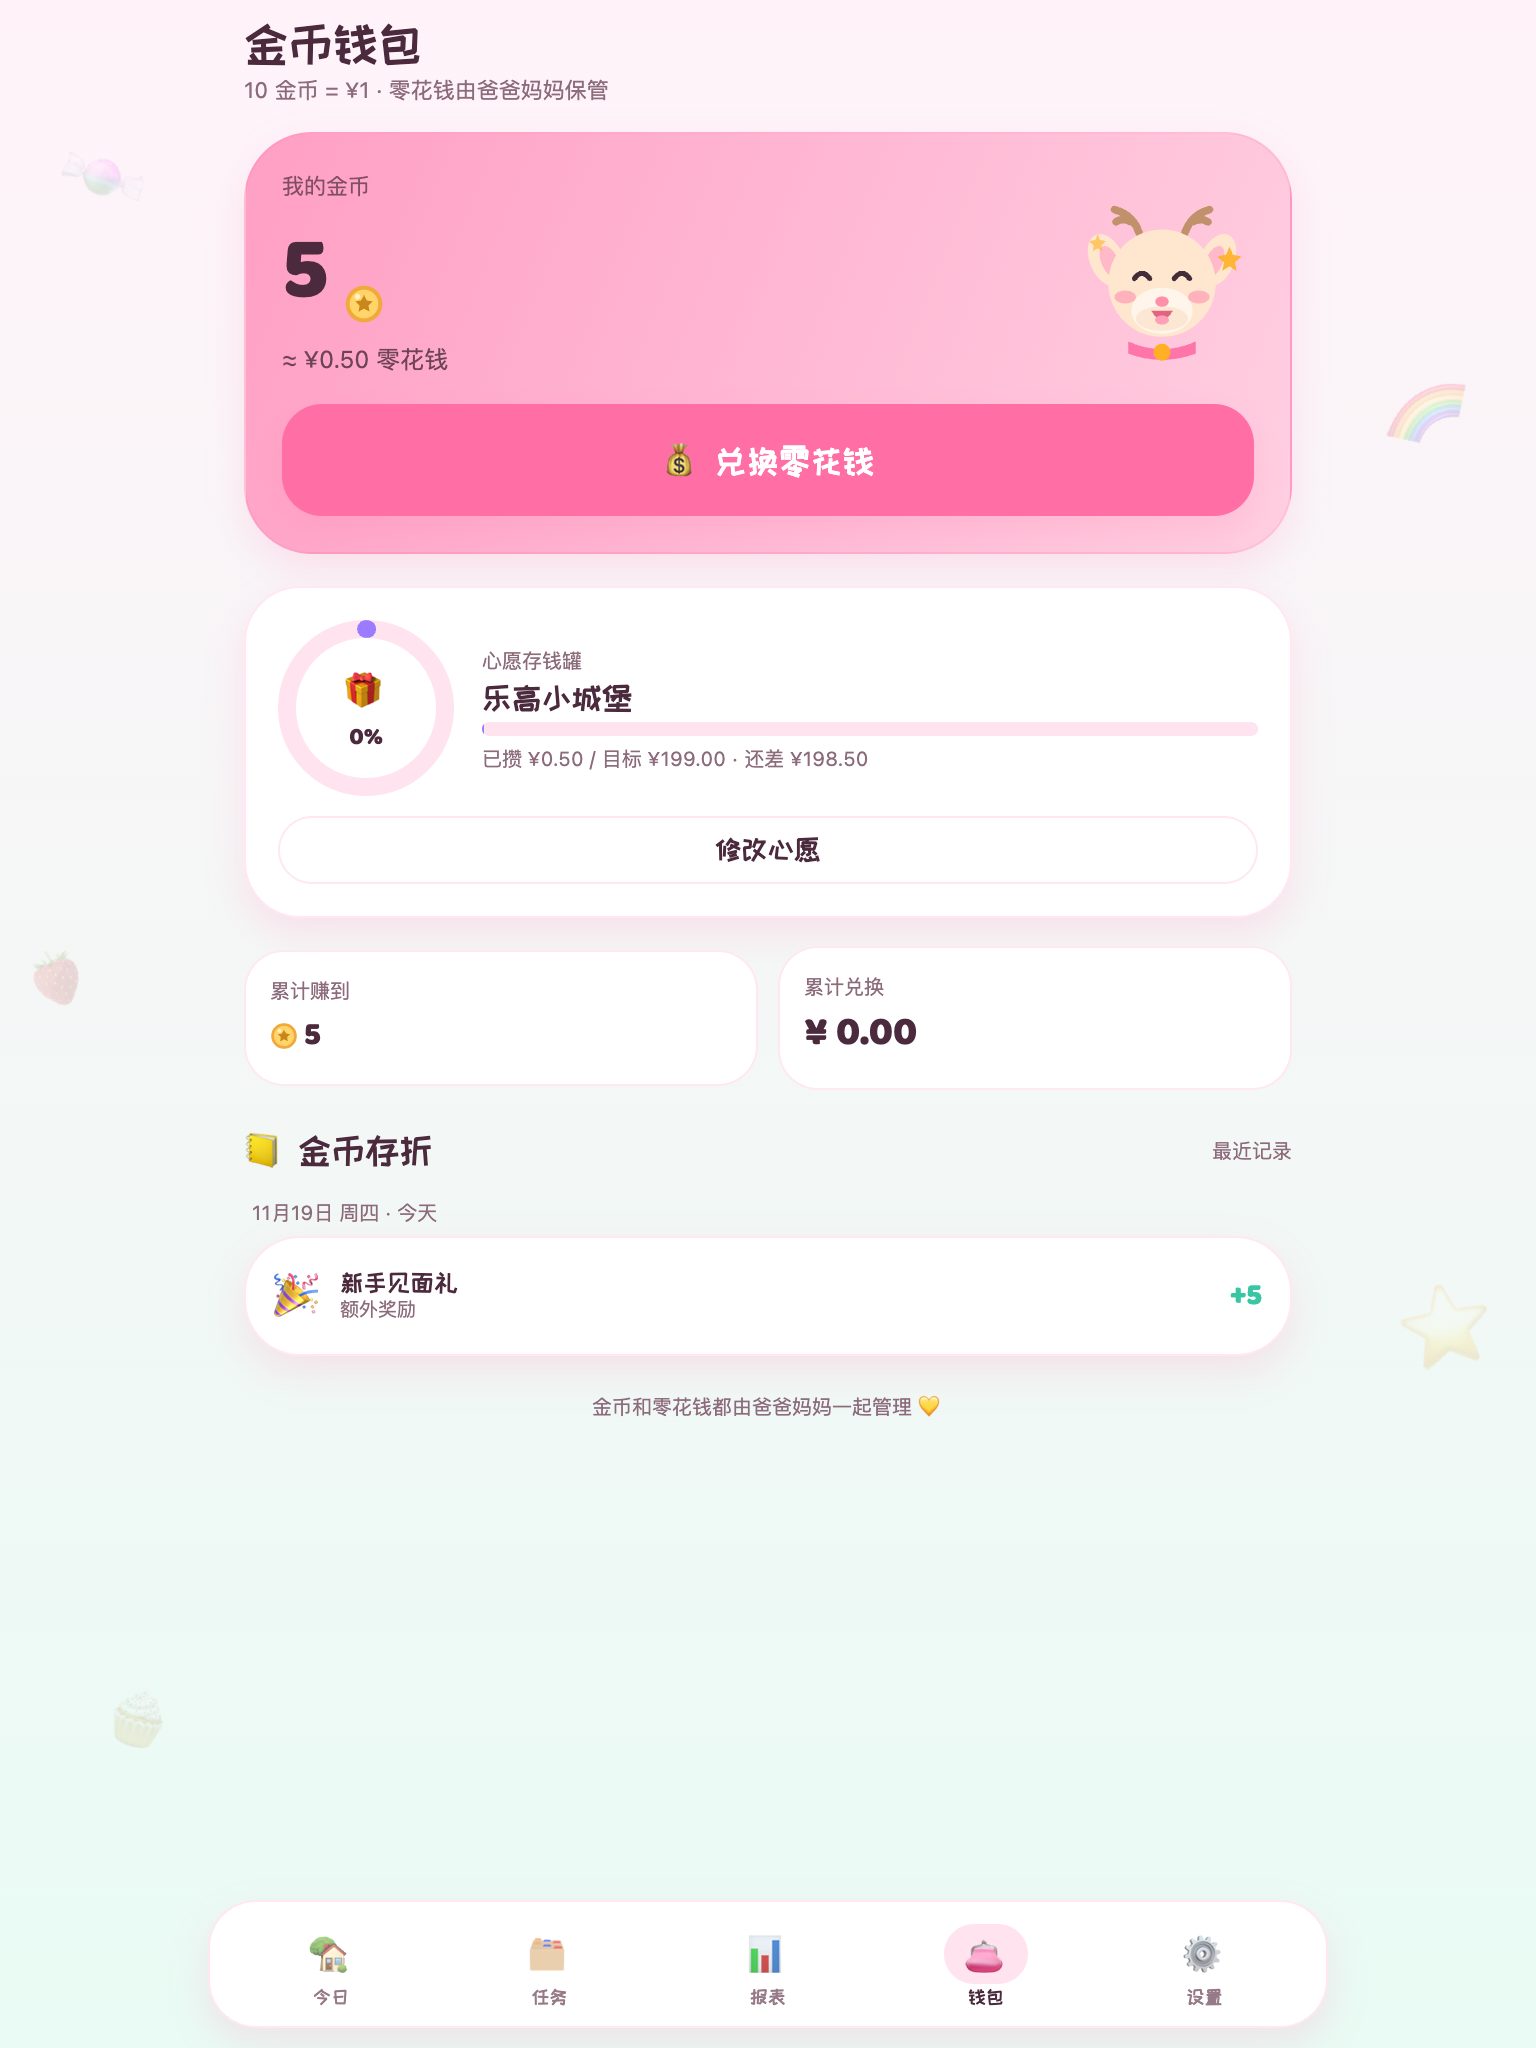 金币钱包
10 金币 = ¥1 · 零花钱由爸爸妈妈保管
我的金币
5
≈ ¥0.50 零花钱
兑换零花钱
0%
心愿存钱罐
乐高小城堡
已攒 ¥0.50 / 目标 ¥199.00 · 还差 ¥198.50
修改心愿
累计赚到
5
累计兑换
¥ 0.00
金币存折
最近记录
11月19日 周四 · 今天
新手见面礼
额外奖励
+5
金币和零花钱都由爸爸妈妈一起管理 💛
今日
任务
报表
钱包
设置